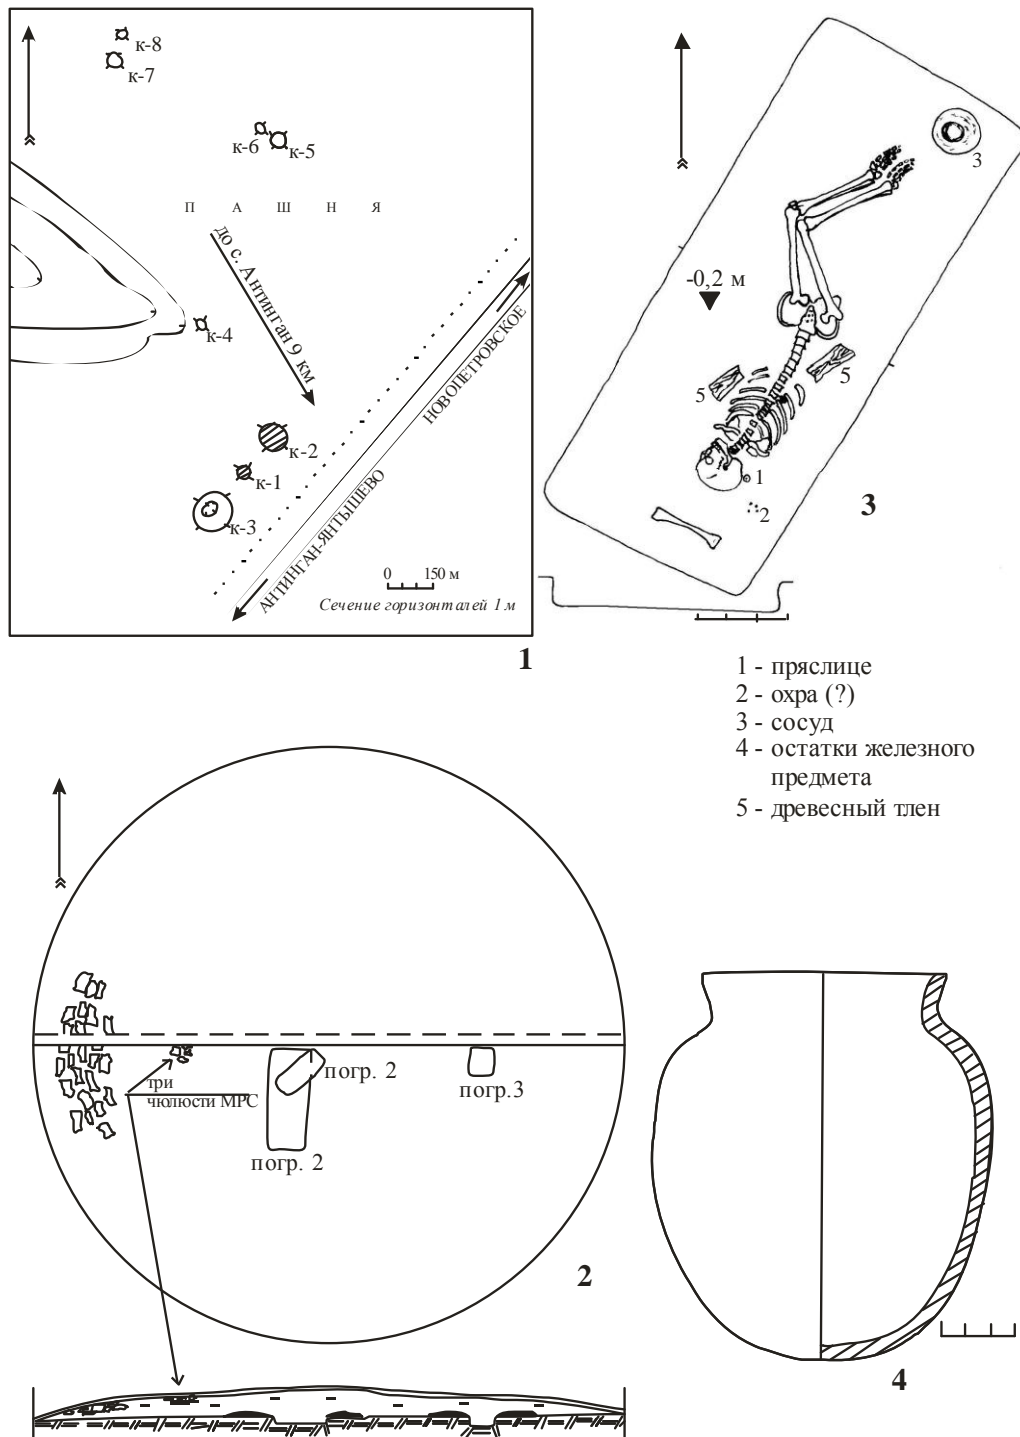 к-8
к-7
к-6
к-5
ПАШНЯ
до с. Антинган 9 км
к-4
НОВОПЕТРОВСКОЕ
к-2
к-1
к-3
АНТИНГАН-ЯНТЫШЕВО
0 150 м
Сечение горизонталей 1 м
1
3
-0,2 м
5
5
1
2
3
1 - пряслице
2 - охра (?)
3 - сосуд
4 - остатки железного
предмета
5 - древесный тлен
три
чюлюсти МРС
погр. 2
погр.3
погр. 2
2
4